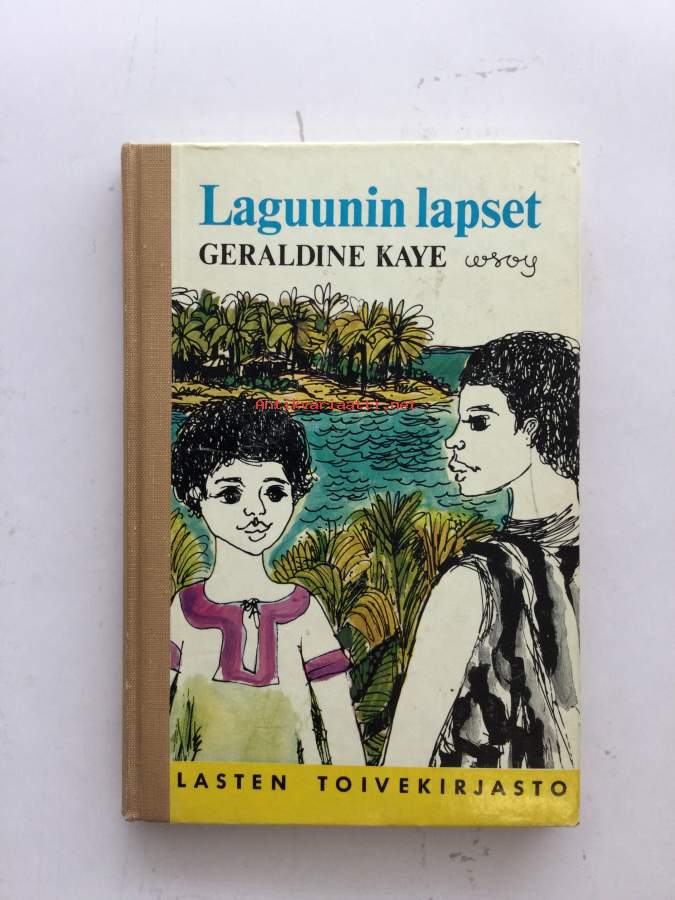 Laguunin lapset
GERALDINE KAYE wsoy
Antikvariaatti.net
LASTEN TOIVEKIRJASTO